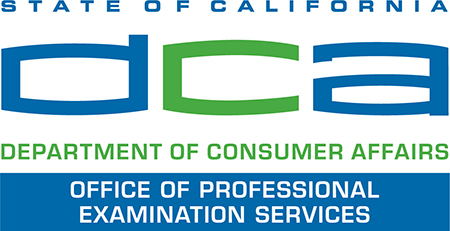 STATE OF CALIFORNIA
dca
DEPARTMENT OF CONSUMER AFFAIRS
OFFICE OF PROFESSIONAL
EXAMINATION SERVICES